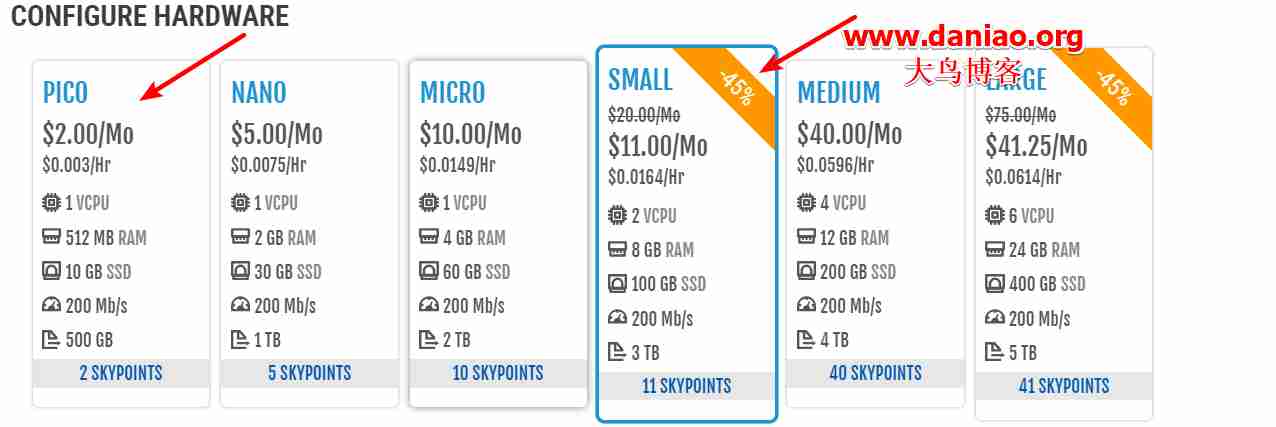 CONFIGURE HARDWARE
www.daniao.org
大鸟博客
PICO
$2.00/Mo
$0.003/Hr
1 VCPU
512 MB RAM
10 GB SSD
200 Mb/s
500 GB
2 SKYPOINTS
NANO
$5.00/Mo
$0.0075/Hr
1 VCPU
2 GB RAM
30 GB SSD
200 Mb/s
1 TB
5 SKYPOINTS
MICRO
$10.00/Mo
$0.0149/Hr
1 VCPU
4 GB RAM
60 GB SSD
200 Mb/s
2 TB
10 SKYPOINTS
SMALL
-45%
$20.00/Mo
$11.00/Mo
$0.0164/Hr
2 VCPU
8 GB RAM
100 GB SSD
200 Mb/s
3 TB
11 SKYPOINTS
MEDIUM
$40.00/Mo
$0.0596/Hr
4 VCPU
12 GB RAM
200 GB SSD
200 Mb/s
4 TB
40 SKYPOINTS
LARGE
-45%
$75.00/Mo
$41.25/Mo
$0.0614/Hr
6 VCPU
24 GB RAM
400 GB SSD
200 Mb/s
5 TB
41 SKYPOINTS